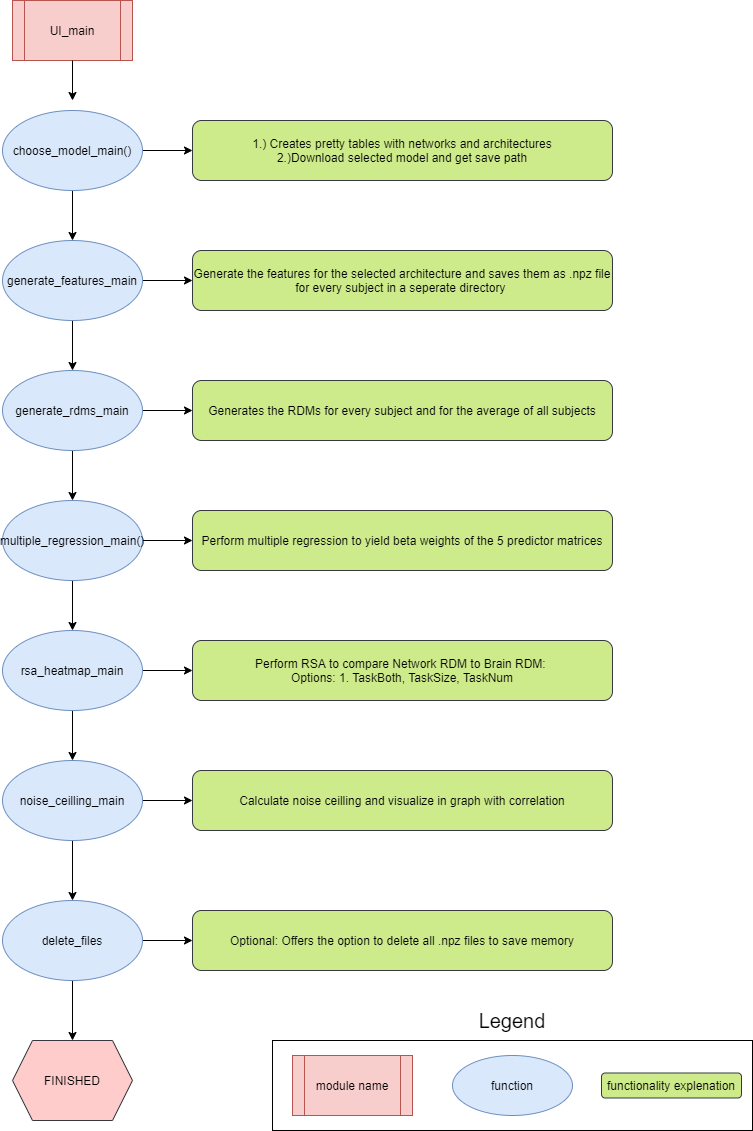 UI_main
choose_model_main()
1.) Creates pretty tables with networks and architectures
2.)Download selected model and get save path
generate_features_main
Generate the features for the selected architecture and saves them as .npz file
for every subject in a seperate directory
generate_rdms_main
Generates the RDMs for every subject and for the average of all subjects
multiple_regression_main()
Perform multiple regression to yield beta weights of the 5 predictor matrices
rsa_heatmap_main
Perform RSA to compare Network RDM to Brain RDM:
Options: 1. TaskBoth, TaskSize, TaskNum
noise_ceilling_main
Calculate noise ceilling and visualize in graph with correlation
delete_files
Optional: Offers the option to delete all .npz files to save memory
FINISHED
Legend
module name
function
functionality explenation